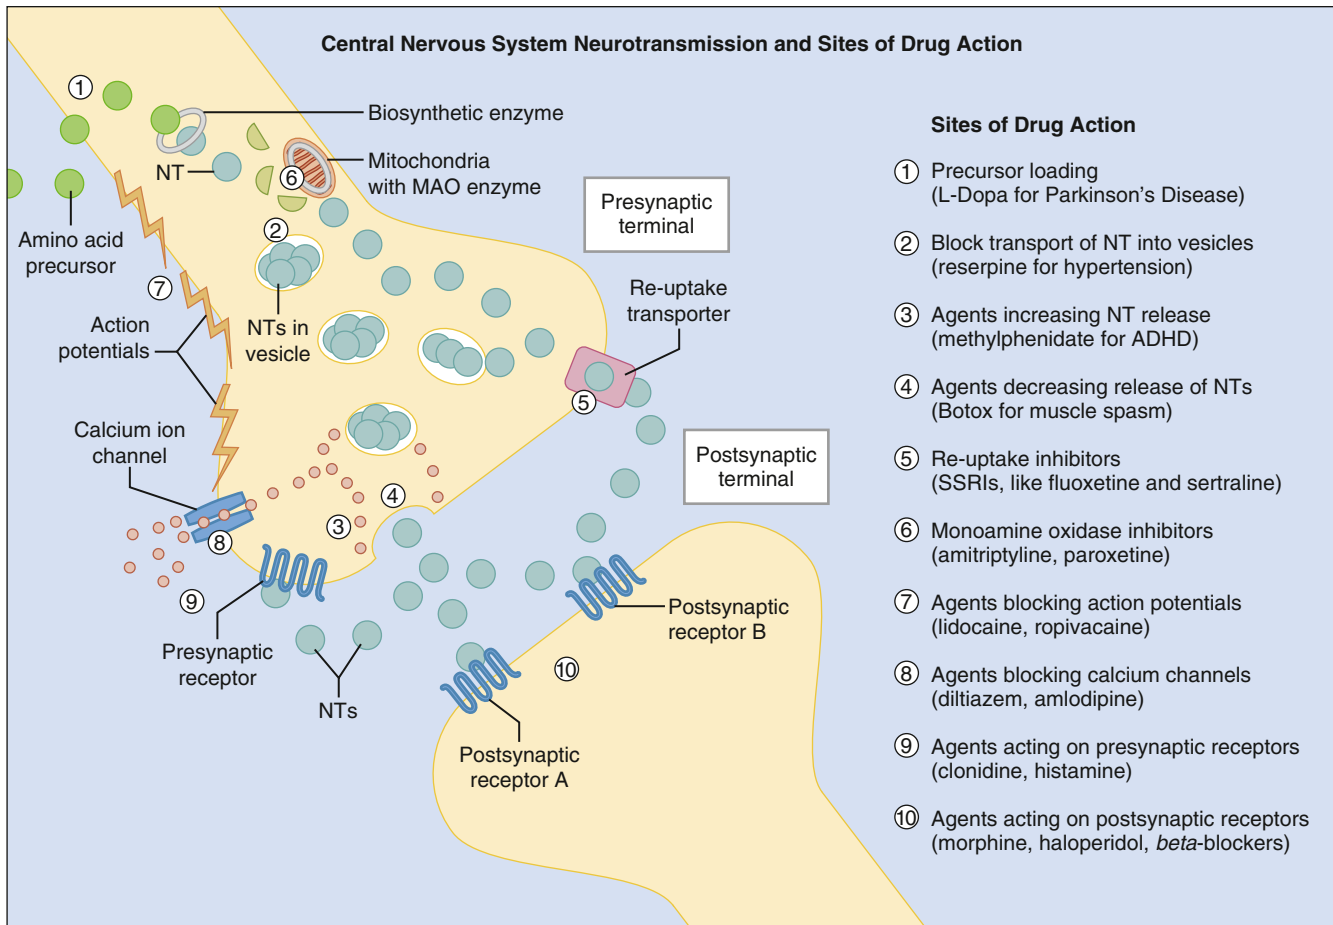 Central Nervous System Neurotransmission and Sites of Drug Action
1
Biosynthetic enzyme
NT
Mitochondria
with MAO enzyme
6
Amino acid
precursor
2
Presynaptic
terminal
7
Action
potentials
NTs in
vesicle
Re-uptake
transporter
5
Calcium ion
channel
Postsynaptic
terminal
4
3
8
9
Presynaptic
receptor
NTs
Postsynaptic
receptor B
10
Postsynaptic
receptor A
Sites of Drug Action
1 Precursor loading
(L-Dopa for Parkinson's Disease)
2 Block transport of NT into vesicles
(reserpine for hypertension)
3 Agents increasing NT release
(methylphenidate for ADHD)
4 Agents decreasing release of NTs
(Botox for muscle spasm)
5 Re-uptake inhibitors
(SSRIs, like fluoxetine and sertraline)
6 Monoamine oxidase inhibitors
(amitriptyline, paroxetine)
7 Agents blocking action potentials
(lidocaine, ropivacaine)
8 Agents blocking calcium channels
(diltiazem, amlodipine)
9 Agents acting on presynaptic receptors
(clonidine, histamine)
10 Agents acting on postsynaptic receptors
(morphine, haloperidol, beta-blockers)